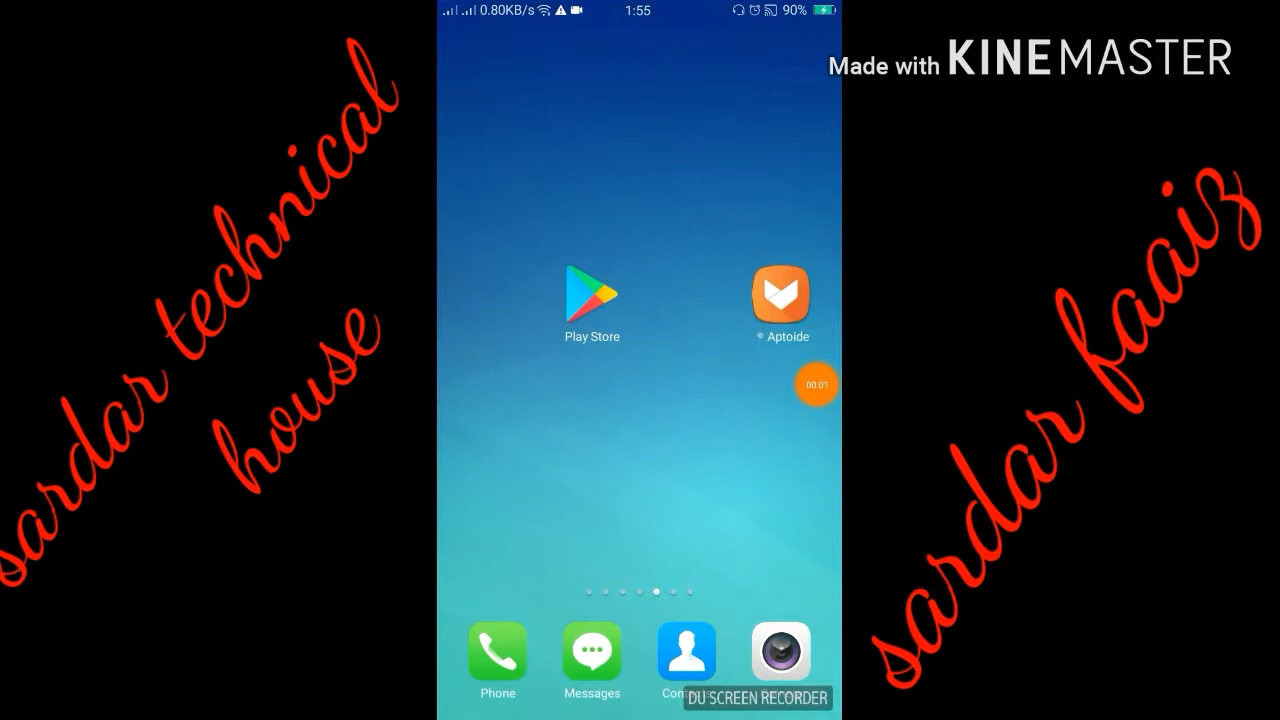 0.80KB/s
1:55
90%
Made with KINEMASTER
sardar technical
house
sardar faaiz
Play Store
Aptoide
00:01
Phone
Messages
DU SCREEN RECORDER